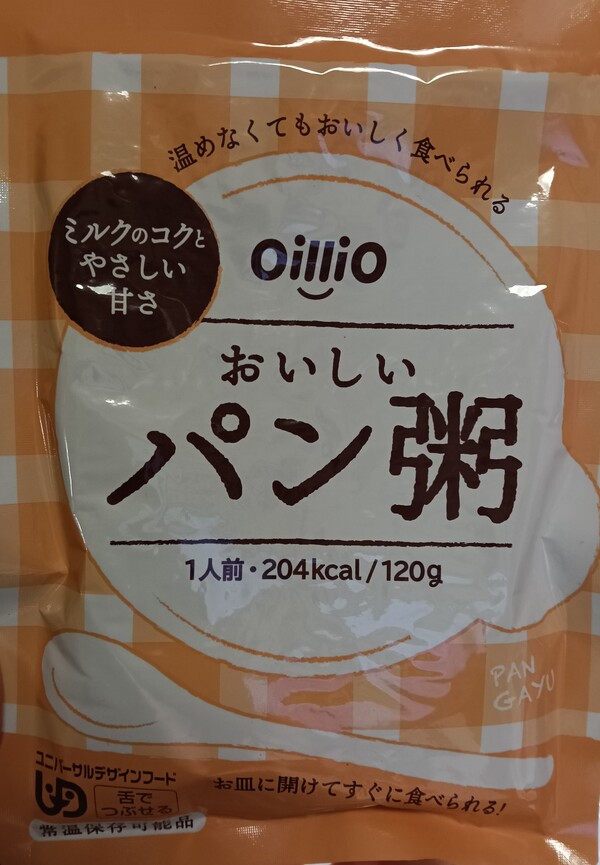 温めなくてもおいしく食べられる
ミルクのコクと
やさしい
甘さ
OilliO
おいしい
パン粥
1人前・204kcal/120g
PAN
GAYU
ユニバーサルデザインフード
UD
舌で
つぶせる
常温保存可能品
お皿に開けてすぐに食べられる!